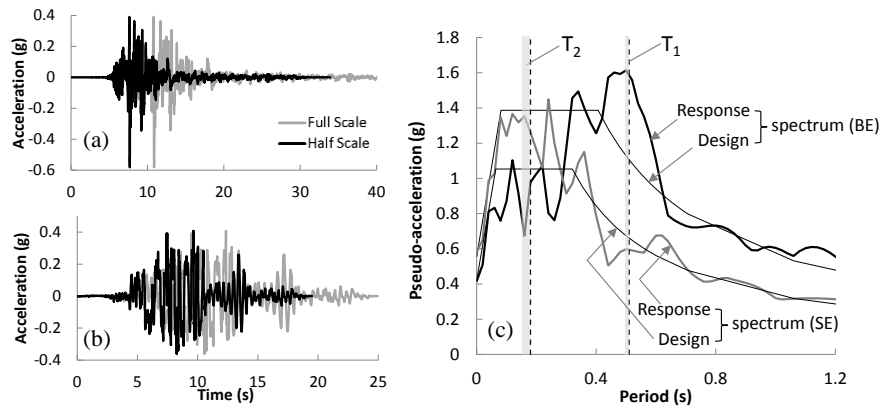 0.4
0.2
0
-0.2
-0.4
-0.6
Acceleration (g)
(a)
Full Scale
Half Scale
0 10 20 30 40
0.4
0.2
0
-0.2
-0.4
Acceleration (g)
(b)
0 5 10 15 20 25
Time (s)
1.8
1.6
1.4
1.2
1
0.8
0.6
0.4
0.2
0
Pseudo-acceleration (g)
T2
T1
Response
Design
spectrum (BE)
(c)
Response
Design
spectrum (SE)
0 0.4 0.8 1.2
Period (s)